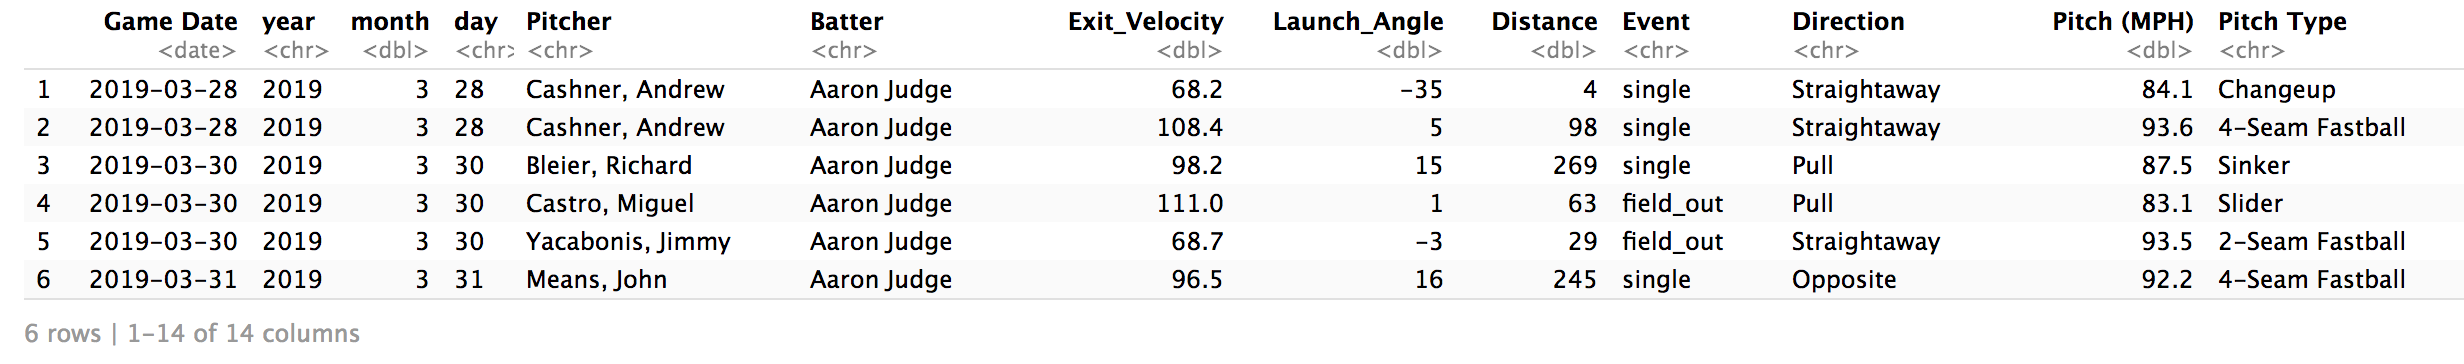 Game Date year month day Pitcher Batter Exit_Velocity Launch_Angle Distance Event Direction Pitch (MPH) Pitch Type
<date> <chr> <dbl> <chr> <chr> <chr> <dbl> <dbl> <dbl> <chr> <chr> <dbl> <chr>
1 2019-03-28 2019 3 28 Cashner, Andrew Aaron Judge 68.2 -35 4 single Straightaway 84.1 Changeup
2 2019-03-28 2019 3 28 Cashner, Andrew Aaron Judge 108.4 5 98 single Straightaway 93.6 4-Seam Fastball
3 2019-03-30 2019 3 30 Bleier, Richard Aaron Judge 98.2 15 269 single Pull 87.5 Sinker
4 2019-03-30 2019 3 30 Castro, Miguel Aaron Judge 111.0 1 63 field_out Pull 83.1 Slider
5 2019-03-30 2019 3 30 Yacabonis, Jimmy Aaron Judge 68.7 -3 29 field_out Straightaway 93.5 2-Seam Fastball
6 2019-03-31 2019 3 31 Means, John Aaron Judge 96.5 16 245 single Opposite 92.2 4-Seam Fastball
6 rows | 1-14 of 14 columns